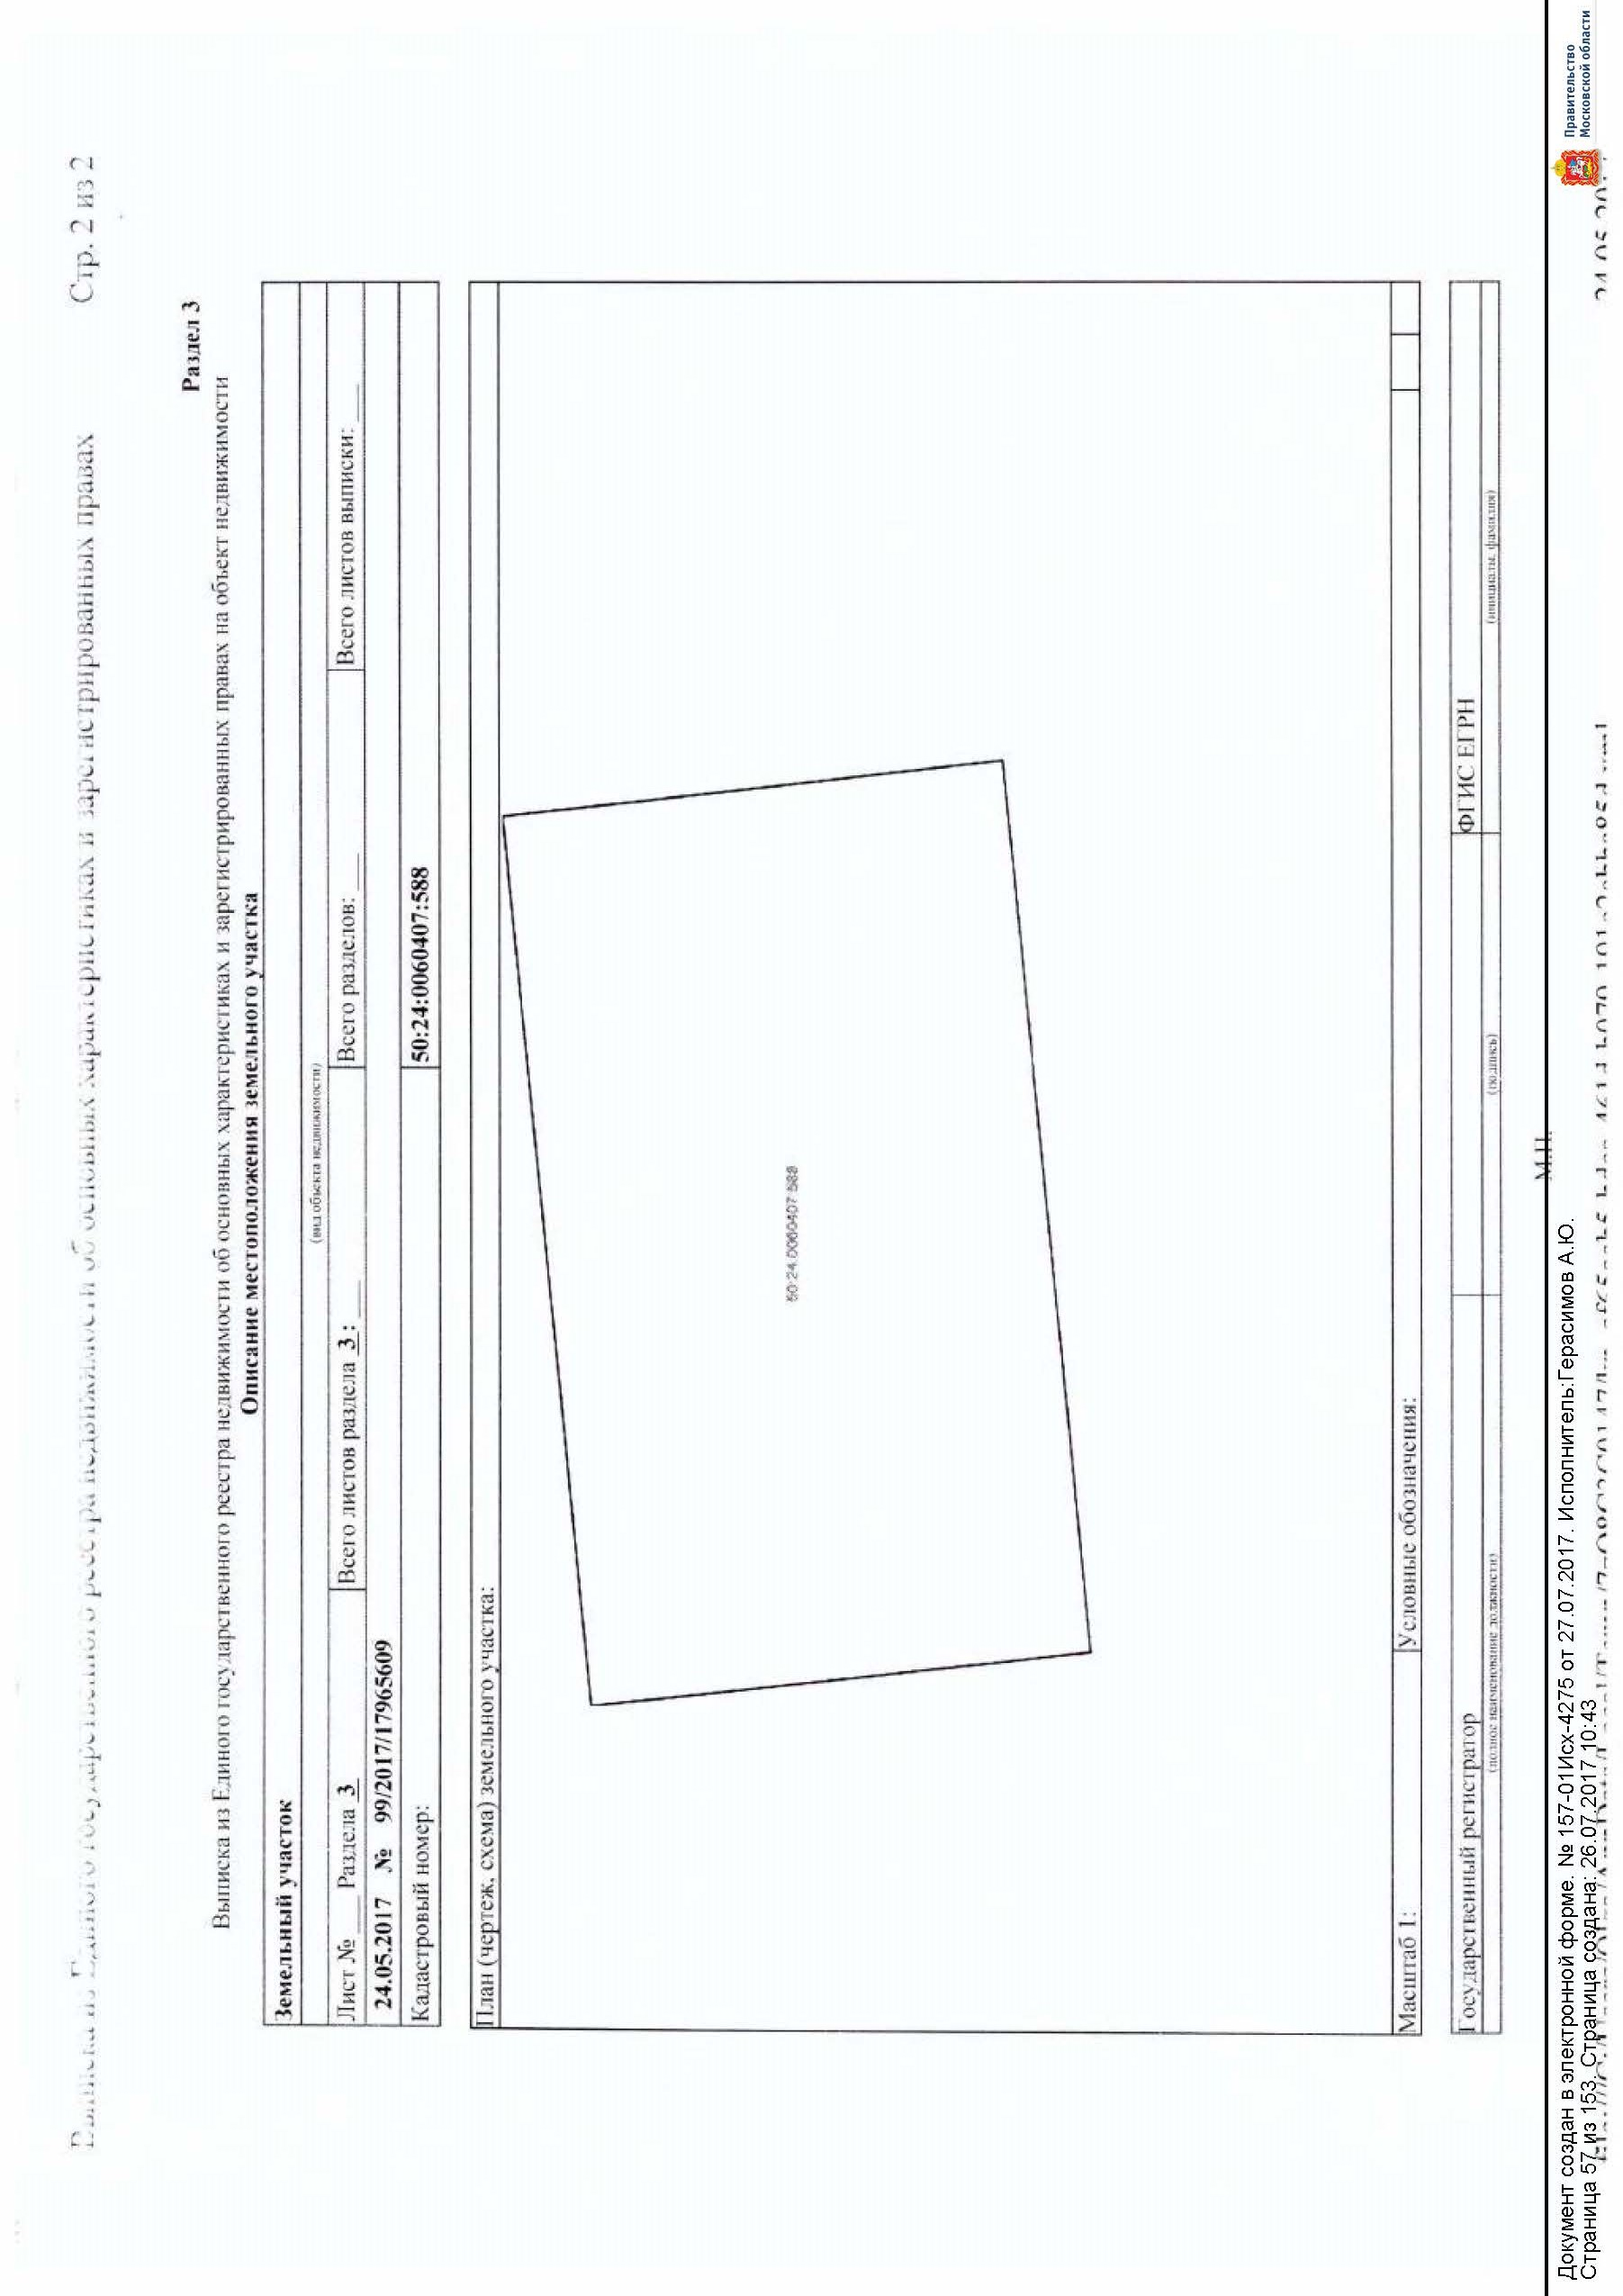 Выписка из Единого государственного реестра недвижимости об основных характеристиках и зарегистрированных правах Стр. 2 из 2
Раздел 3
Выписка из Единого государственного реестра недвижимости об основных характеристиках и зарегистрированных правах на объект недвижимости
Описание местоположения земельного участка
Земельный участок
(вид объекта недвижимости)
Лист № ___ Раздела 3 Всего листов раздела 3 : ___ Всего разделов: ___ Всего листов выписки: ___
24.05.2017 № 99/2017/17965609
Кадастровый номер: 50:24:0060407:588
План (чертеж, схема) земельного участка:
50:24:0060407:588
Масштаб 1: Условные обозначения:
Государственный регистратор ФГИС ЕГРН
(полное наименование должности) (подпись) (инициалы, фамилия)
М.П.
Документ создан в электронной форме. № 157-01Исх-4275 от 27.07.2017. Исполнитель:Герасимов А.Ю.
Страница 57 из 153. Страница создана: 26.07.2017 10:43
Правительство
Московской области